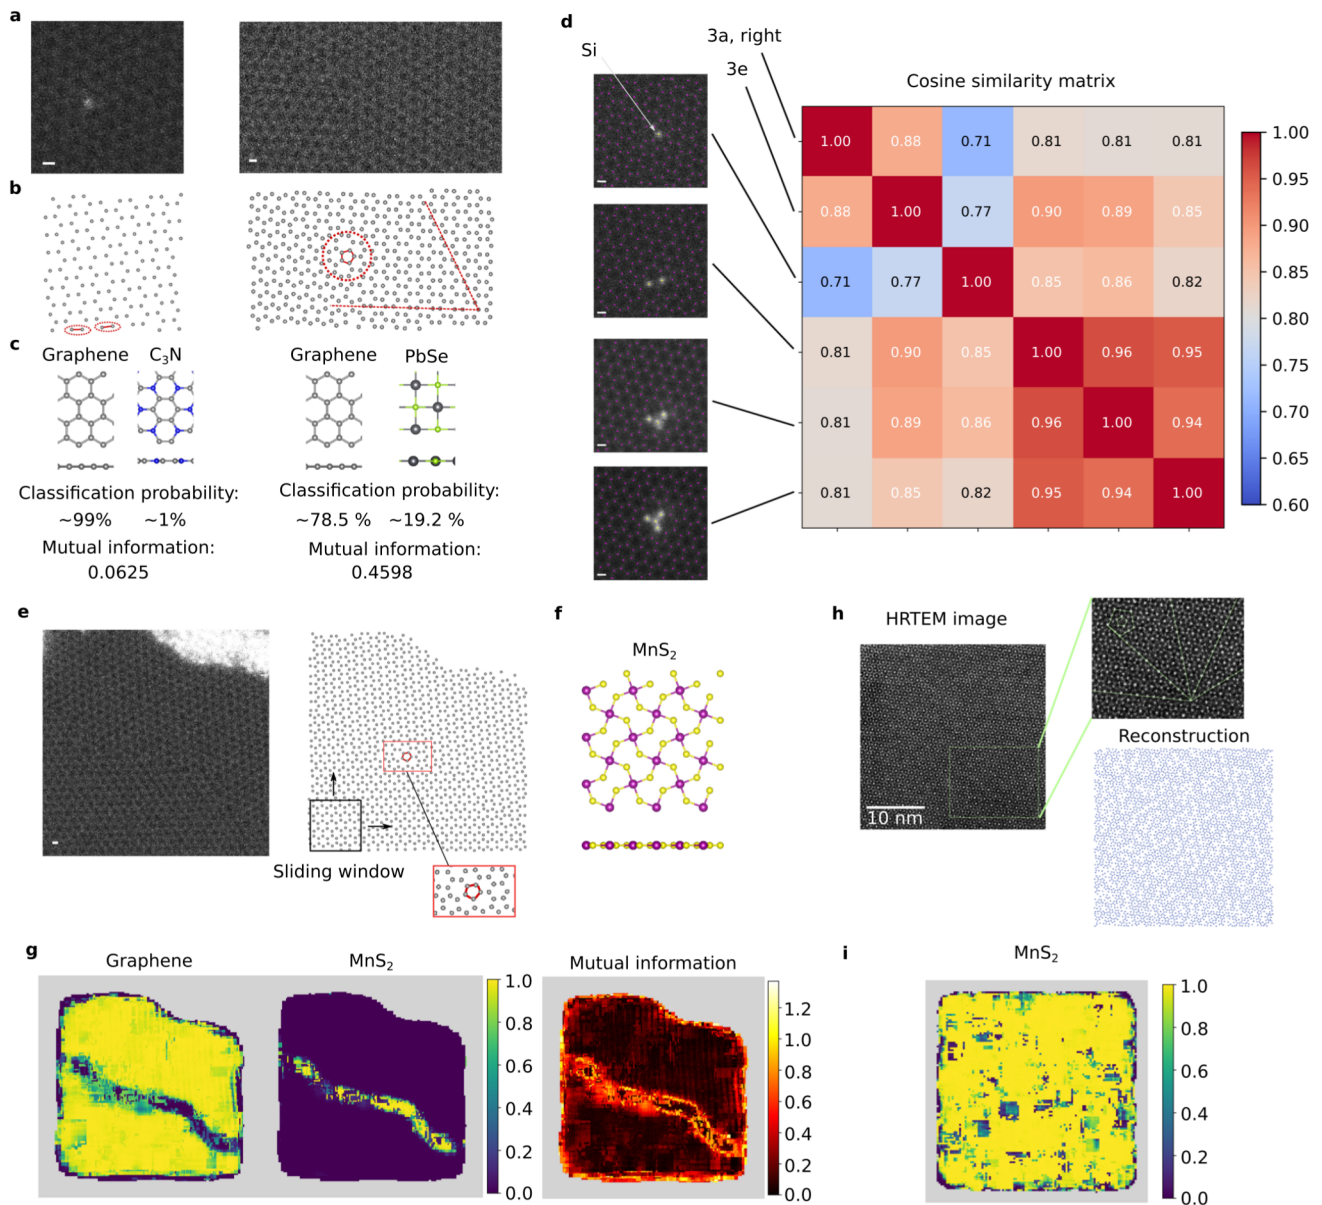 a
b
c
Graphene C₃N
Graphene PbSe
Classification probability:
~99% ~1%
Mutual information:
0.0625
Classification probability:
~78.5 % ~19.2 %
Mutual information:
0.4598
d
Si
3a, right
3e
Cosine similarity matrix
1.00 0.88 0.71 0.81 0.81 0.81
0.88 1.00 0.77 0.90 0.89 0.85
0.71 0.77 1.00 0.85 0.86 0.82
0.81 0.90 0.85 1.00 0.96 0.95
0.81 0.89 0.86 0.96 1.00 0.94
0.81 0.85 0.82 0.95 0.94 1.00
1.00
0.95
0.90
0.85
0.80
0.75
0.70
0.65
0.60
e
Sliding window
f
MnS₂
h
HRTEM image
10 nm
Reconstruction
g
Graphene
MnS₂
1.0
0.8
0.6
0.4
0.2
0.0
Mutual information
1.2
1.0
0.8
0.6
0.4
0.2
0.0
i
MnS₂
1.0
0.8
0.6
0.4
0.2
0.0